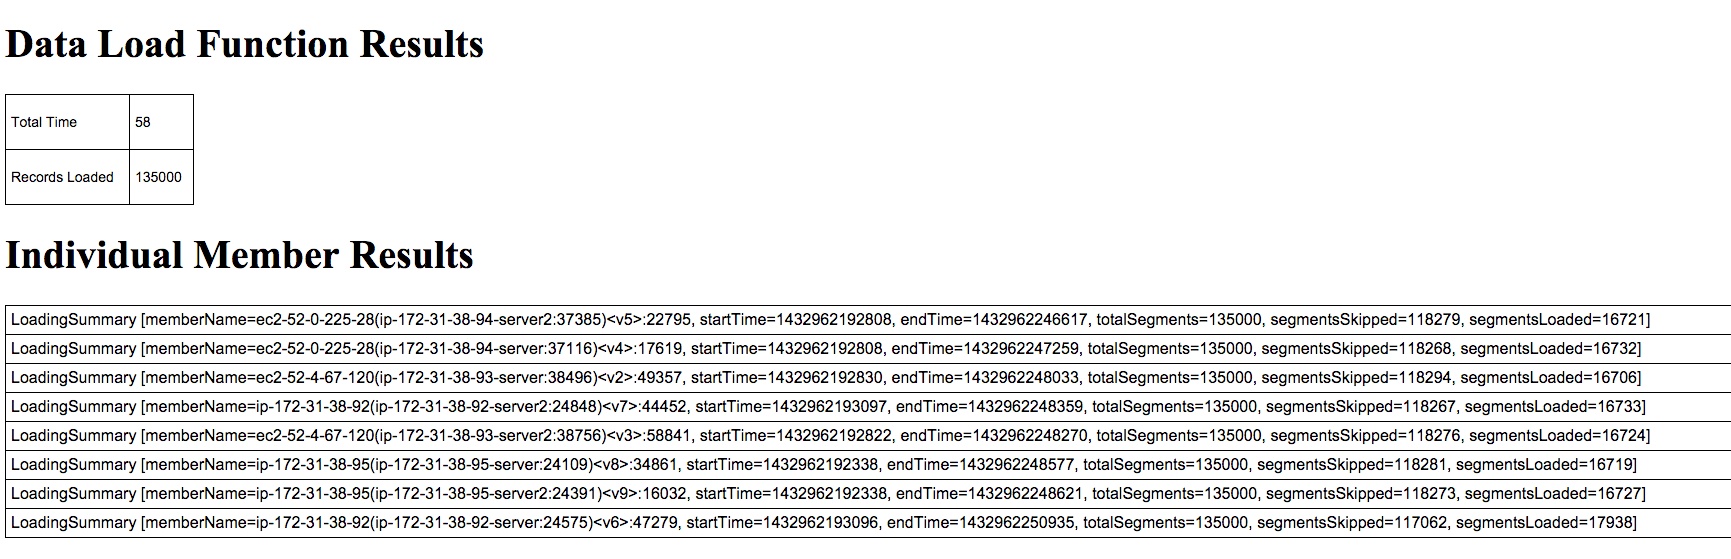 Data Load Function Results
Total Time 58
Records Loaded 135000
Individual Member Results
LoadingSummary [memberName=ec2-52-0-225-28(ip-172-31-38-94-server2:37385)<v5>:22795, startTime=1432962192808, endTime=1432962246617, totalSegments=135000, segmentsSkipped=118279, segmentsLoaded=16721]
LoadingSummary [memberName=ec2-52-0-225-28(ip-172-31-38-94-server:37116)<v4>:17619, startTime=1432962192808, endTime=1432962247259, totalSegments=135000, segmentsSkipped=118268, segmentsLoaded=16732]
LoadingSummary [memberName=ec2-52-4-67-120(ip-172-31-38-93-server:38496)<v2>:49357, startTime=1432962192830, endTime=1432962248033, totalSegments=135000, segmentsSkipped=118294, segmentsLoaded=16706]
LoadingSummary [memberName=ip-172-31-38-92(ip-172-31-38-92-server2:24848)<v7>:44452, startTime=1432962193097, endTime=1432962248359, totalSegments=135000, segmentsSkipped=118267, segmentsLoaded=16733]
LoadingSummary [memberName=ec2-52-4-67-120(ip-172-31-38-93-server2:38756)<v3>:58841, startTime=1432962192822, endTime=1432962248270, totalSegments=135000, segmentsSkipped=118276, segmentsLoaded=16724]
LoadingSummary [memberName=ip-172-31-38-95(ip-172-31-38-95-server:24109)<v8>:34861, startTime=1432962192338, endTime=1432962248577, totalSegments=135000, segmentsSkipped=118281, segmentsLoaded=16719]
LoadingSummary [memberName=ip-172-31-38-95(ip-172-31-38-95-server2:24391)<v9>:16032, startTime=1432962192338, endTime=1432962248621, totalSegments=135000, segmentsSkipped=118273, segmentsLoaded=16727]
LoadingSummary [memberName=ip-172-31-38-92(ip-172-31-38-92-server:24575)<v6>:47279, startTime=1432962193096, endTime=1432962250935, totalSegments=135000, segmentsSkipped=117062, segmentsLoaded=17938]